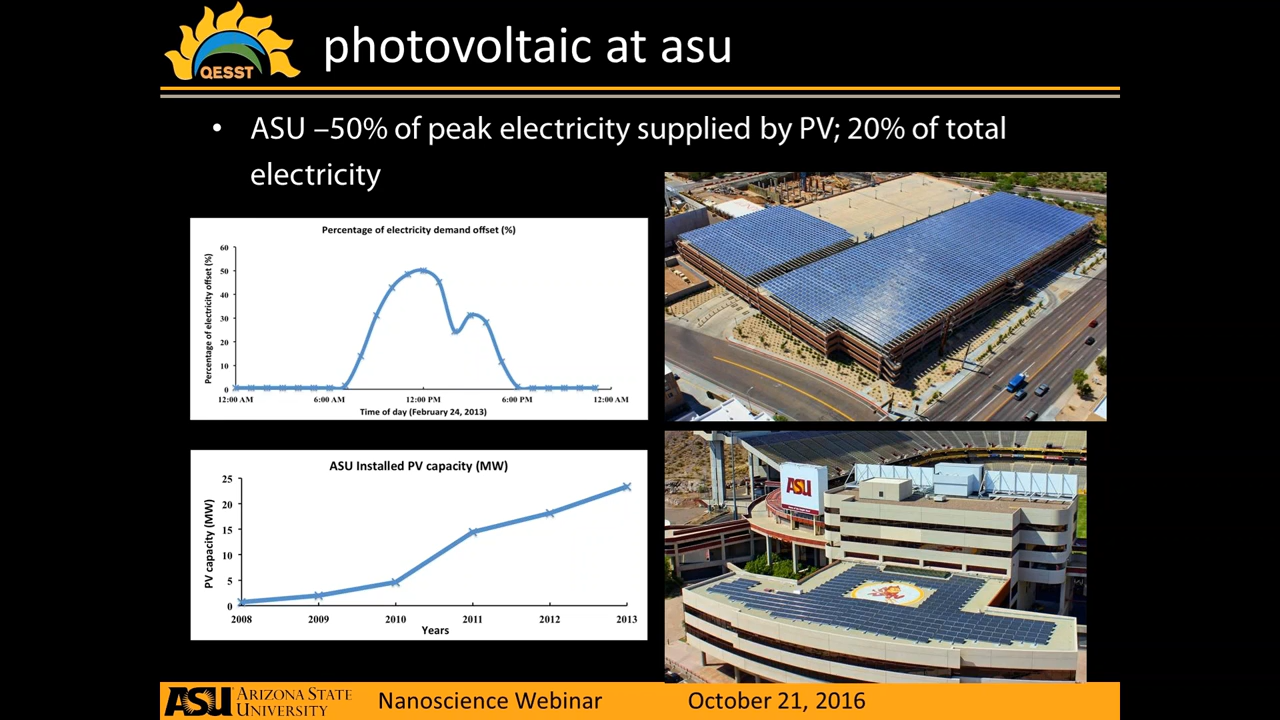 QESST
photovoltaic at asu
• ASU –50% of peak electricity supplied by PV; 20% of total
electricity
Percentage of electricity demand offset (%)
Percentage of electricity offset (%)
60
50
40
30
20
10
0
12:00 AM 6:00 AM 12:00 PM 6:00 PM 12:00 AM
Time of day (February 24, 2013)
ASU Installed PV capacity (MW)
PV capacity (MW)
25
20
15
10
5
0
2008 2009 2010 2011 2012 2013
Years
ASU
ASU ARIZONA STATE
UNIVERSITY
Nanoscience Webinar October 21, 2016